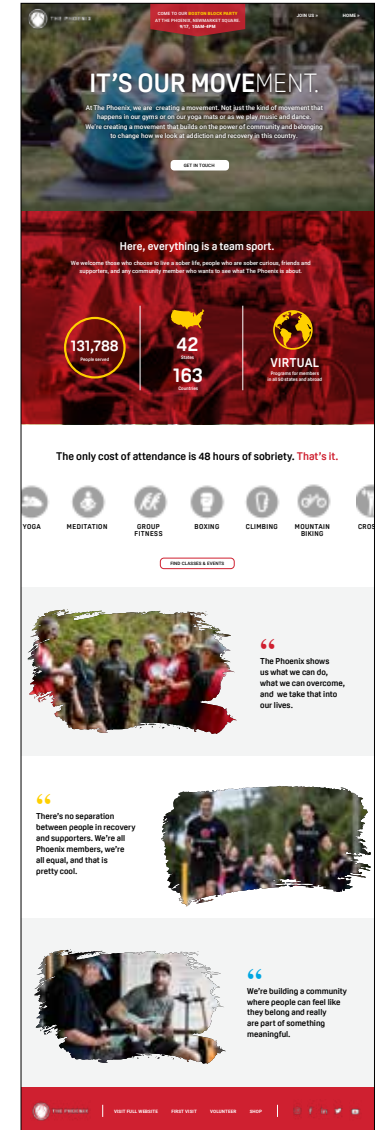 THE PHOENIX
COME TO OUR BOSTON BLOCK PARTY
AT THE PHOENIX, NEWMARKET SQUARE.
9/17, 10AM-4PM
JOIN US »
HOME »
IT'S OUR MOVEMENT.
At The Phoenix, we are creating a movement. Not just the kind of movement that
happens in our gyms or on our yoga mats or as we play music and dance.
We're creating a movement that builds on the power of community and belonging
to change how we look at addiction and recovery in this country.
GET IN TOUCH
Here, everything is a team sport.
We welcome those who choose to live a sober life, people who are sober curious, friends and
supporters, and any community member who wants to see what The Phoenix is about.
131,788
People served
42
States
163
Countries
VIRTUAL
Programs for members
in all 50 states and abroad
The only cost of attendance is 48 hours of sobriety. That's it.
YOGA
MEDITATION
GROUP
FITNESS
BOXING
CLIMBING
MOUNTAIN
BIKING
CROS
FIND CLASSES & EVENTS
“
The Phoenix shows
us what we can do,
what we can overcome,
and we take that into
our lives.
“
There's no separation
between people in recovery
and supporters. We're all
Phoenix members, we're
all equal, and that is
pretty cool.
“
We're building a community
where people can feel like
they belong and really
are part of something
meaningful.
THE PHOENIX
VISIT FULL WEBSITE
FIRST VISIT
VOLUNTEER
SHOP